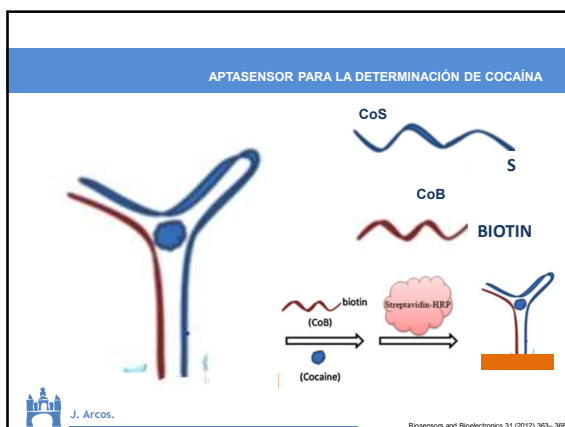 APTASENSOR PARA LA DETERMINACIÓN DE COCAÍNA
CoS
S
CoB
BIOTIN
biotin
(CoB)
Streptavidin-HRP
(Cocaine)
J. Arcos.
Biosensors and Bioelectronics 31 (2012) 363– 368